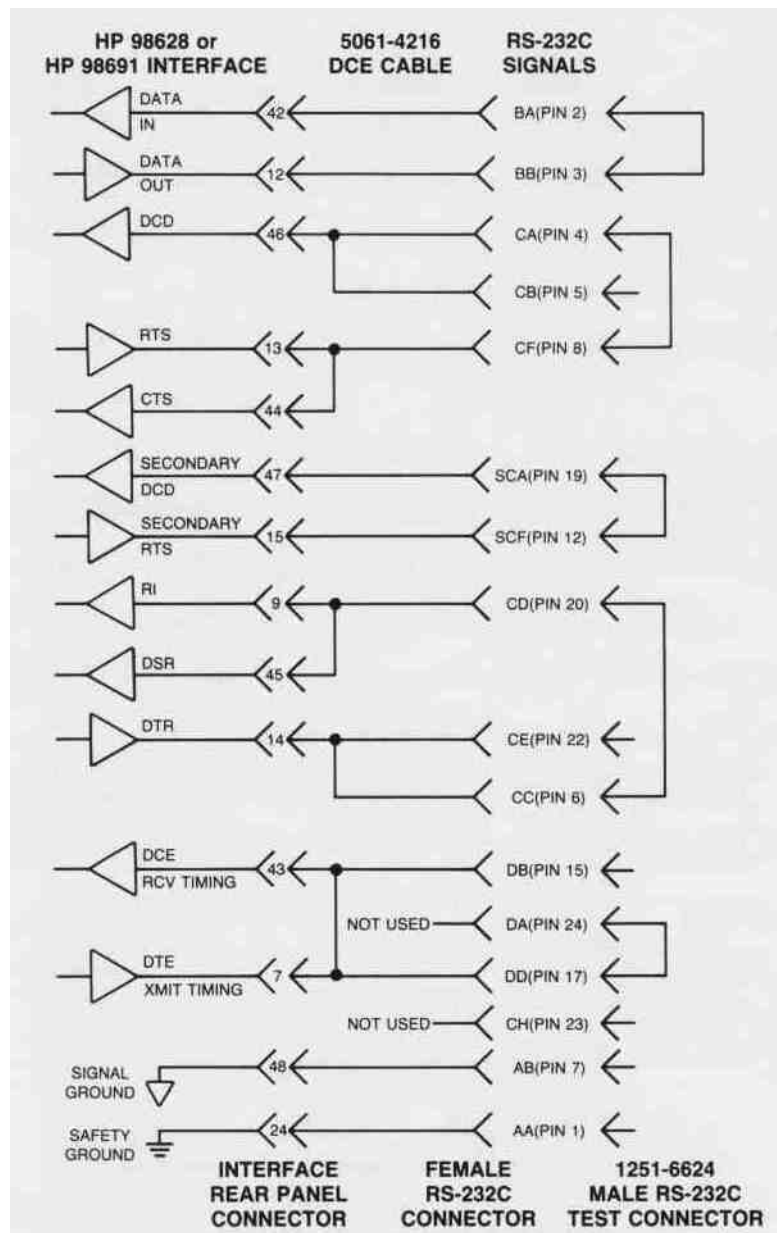 HP 98628 or
HP 98691 INTERFACE
5061-4216
DCE CABLE
RS-232C
SIGNALS
DATA
IN
42
BA(PIN 2)
DATA
OUT
12
BB(PIN 3)
DCD
46
CA(PIN 4)
CB(PIN 5)
RTS
13
CF(PIN 8)
CTS
44
SECONDARY
DCD
47
SCA(PIN 19)
SECONDARY
RTS
15
SCF(PIN 12)
RI
9
CD(PIN 20)
DSR
45
DTR
14
CE(PIN 22)
CC(PIN 6)
DCE
RCV TIMING
43
DB(PIN 15)
NOT USED
DA(PIN 24)
DTE
XMIT TIMING
7
DD(PIN 17)
NOT USED
CH(PIN 23)
SIGNAL
GROUND
48
AB(PIN 7)
SAFETY
GROUND
24
AA(PIN 1)
INTERFACE
REAR PANEL
CONNECTOR
FEMALE
RS-232C
CONNECTOR
1251-6624
MALE RS-232C
TEST CONNECTOR